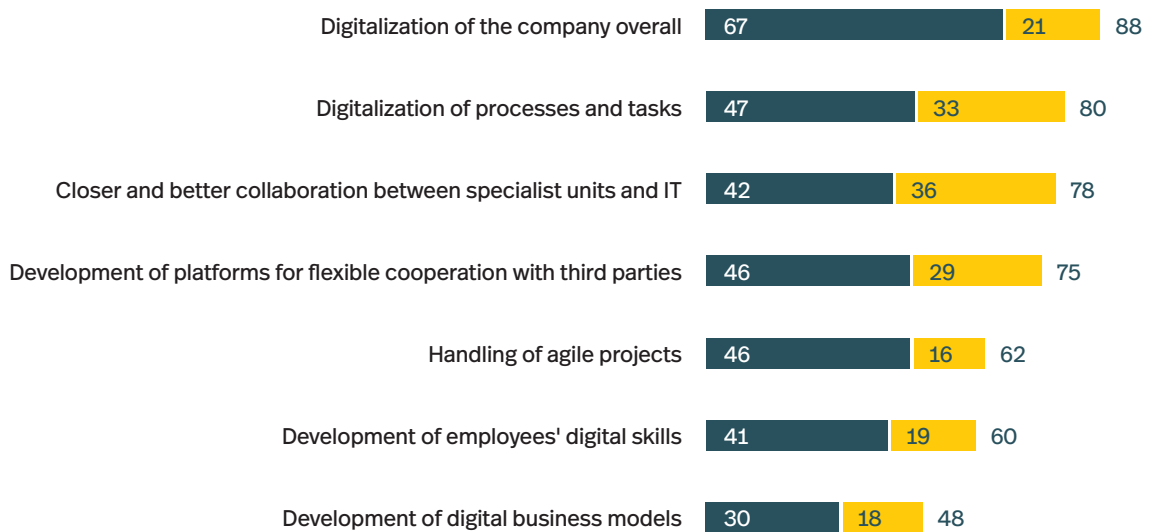 Digitalization of the company overall 67 21 88
Digitalization of processes and tasks 47 33 80
Closer and better collaboration between specialist units and IT 42 36 78
Development of platforms for flexible cooperation with third parties 46 29 75
Handling of agile projects 46 16 62
Development of employees' digital skills 41 19 60
Development of digital business models 30 18 48